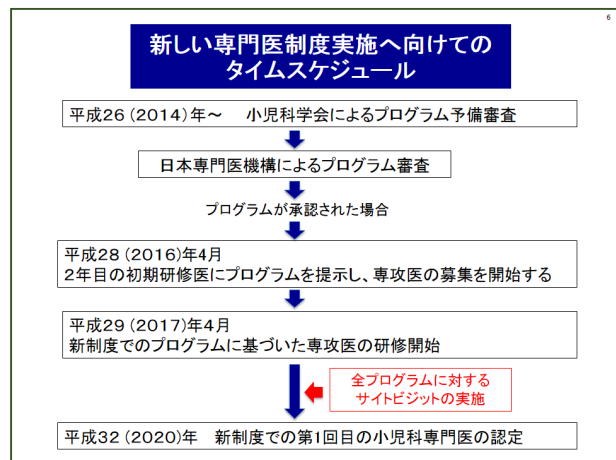 6
新しい専門医制度実施へ向けての
タイムスケジュール
平成26(2014)年～　小児科学会によるプログラム予備審査
日本専門医機構によるプログラム審査
プログラムが承認された場合
平成28(2016)年4月
2年目の初期研修医にプログラムを提示し、専攻医の募集を開始する
平成29(2017)年4月
新制度でのプログラムに基づいた専攻医の研修開始
全プログラムに対する
サイトビジットの実施
平成32(2020)年　新制度での第1回目の小児科専門医の認定